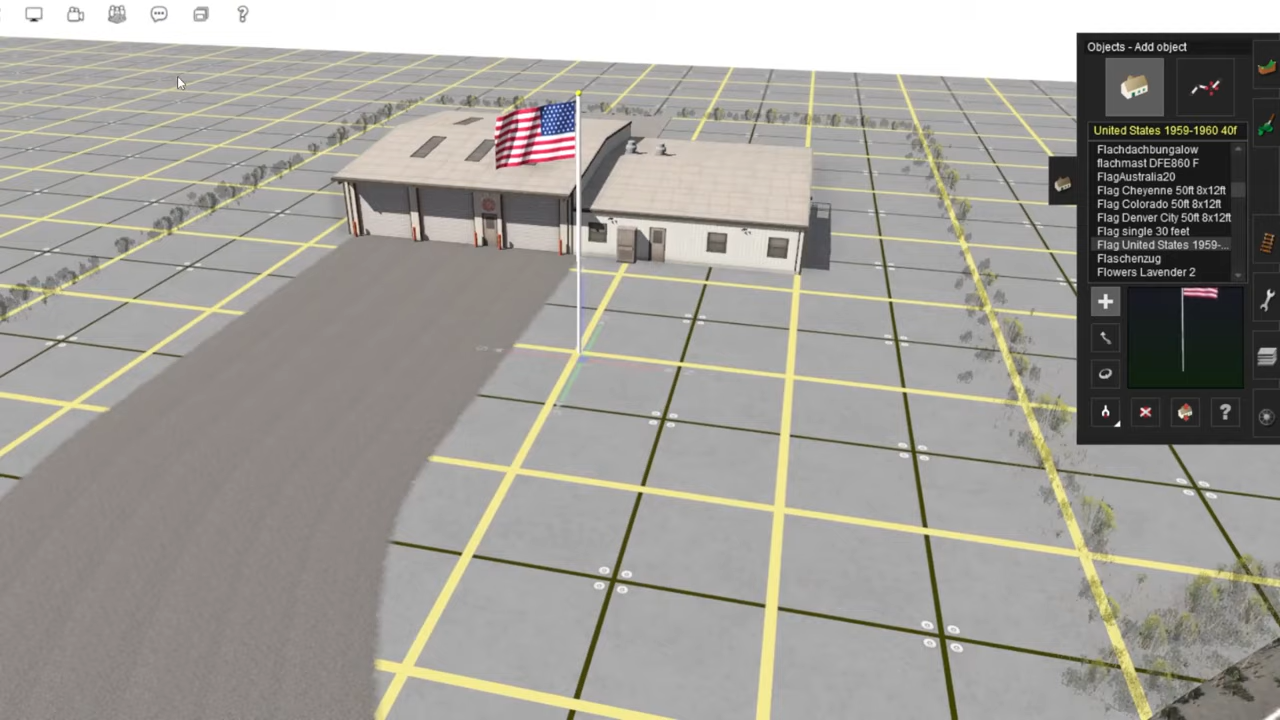 Objects - Add object
United States 1959-1960 40f
Flachdachbungalow
flachmast DFE860 F
FlagAustralia20
Flag Cheyenne 50ft 8x12ft
Flag Colorado 50ft 8x12ft
Flag Denver City 50ft 8x12ft
Flag single 30 feet
Flag United States 1959-...
Flaschenzug
Flowers Lavender 2